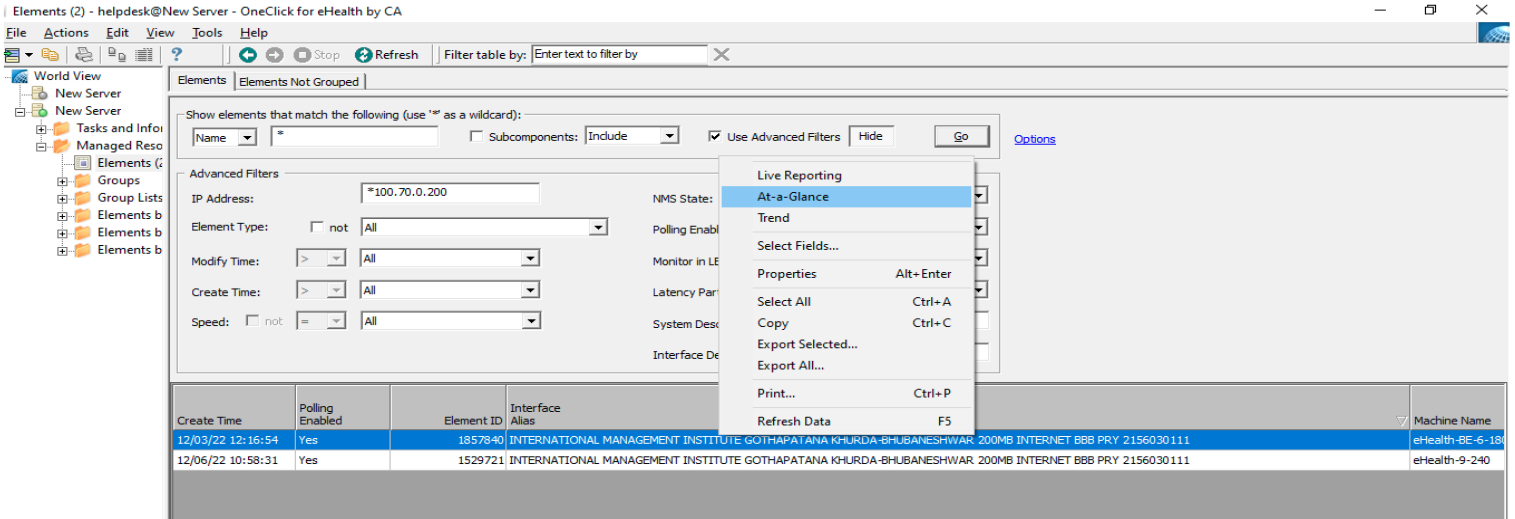 Elements (2) - helpdesk@New Server - OneClick for eHealth by CA
File Actions Edit View Tools Help
? Stop Refresh Filter table by: Enter text to filter by
World View
New Server
New Server
Tasks and Infor
Managed Reso
Elements (2
Groups
Group Lists
Elements b
Elements b
Elements b
Elements Elements Not Grouped
Show elements that match the following (use '*' as a wildcard):
Name * Subcomponents: Include Use Advanced Filters Hide Go Options
Advanced Filters
IP Address: *100.70.0.200 NMS State:
Element Type: not All Polling Enabl
Modify Time: > All Monitor in LE
Create Time: > All Latency Part
Speed: not = All System Desc
Interface De
Live Reporting
At-a-Glance
Trend
Select Fields...
Properties Alt+Enter
Select All Ctrl+A
Copy Ctrl+C
Export Selected...
Export All...
Print... Ctrl+P
Refresh Data F5
Create Time Polling Enabled Element ID Interface Alias Machine Name
12/03/22 12:16:54 Yes 1857840 INTERNATIONAL MANAGEMENT INSTITUTE GOTHAPATANA KHURDA-BHUBANESHWAR 200MB INTERNET BBB PRY 2156030111 eHealth-BE-6-180
12/06/22 10:58:31 Yes 1529721 INTERNATIONAL MANAGEMENT INSTITUTE GOTHAPATANA KHURDA-BHUBANESHWAR 200MB INTERNET BBB PRY 2156030111 eHealth-9-240